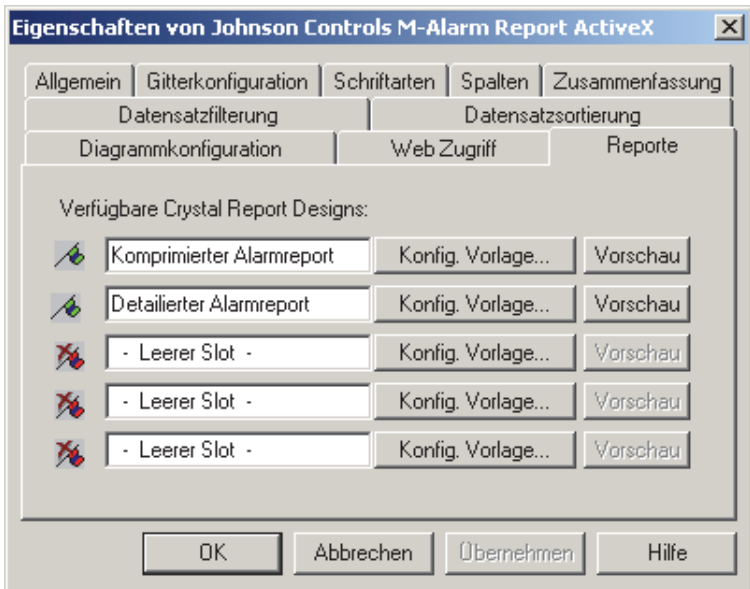 Eigenschaften von Johnson Controls M-Alarm Report ActiveX
Allgemein Gitterkonfiguration Schriftarten Spalten Zusammenfassung
Datensatzfilterung Datensatzsortierung
Diagrammkonfiguration Web Zugriff Reporte
Verfügbare Crystal Report Designs:
Komprimierter Alarmreport Konfig. Vorlage... Vorschau
Detailierter Alarmreport Konfig. Vorlage... Vorschau
- Leerer Slot - Konfig. Vorlage... Vorschau
- Leerer Slot - Konfig. Vorlage... Vorschau
- Leerer Slot - Konfig. Vorlage... Vorschau
OK Abbrechen Übernehmen Hilfe